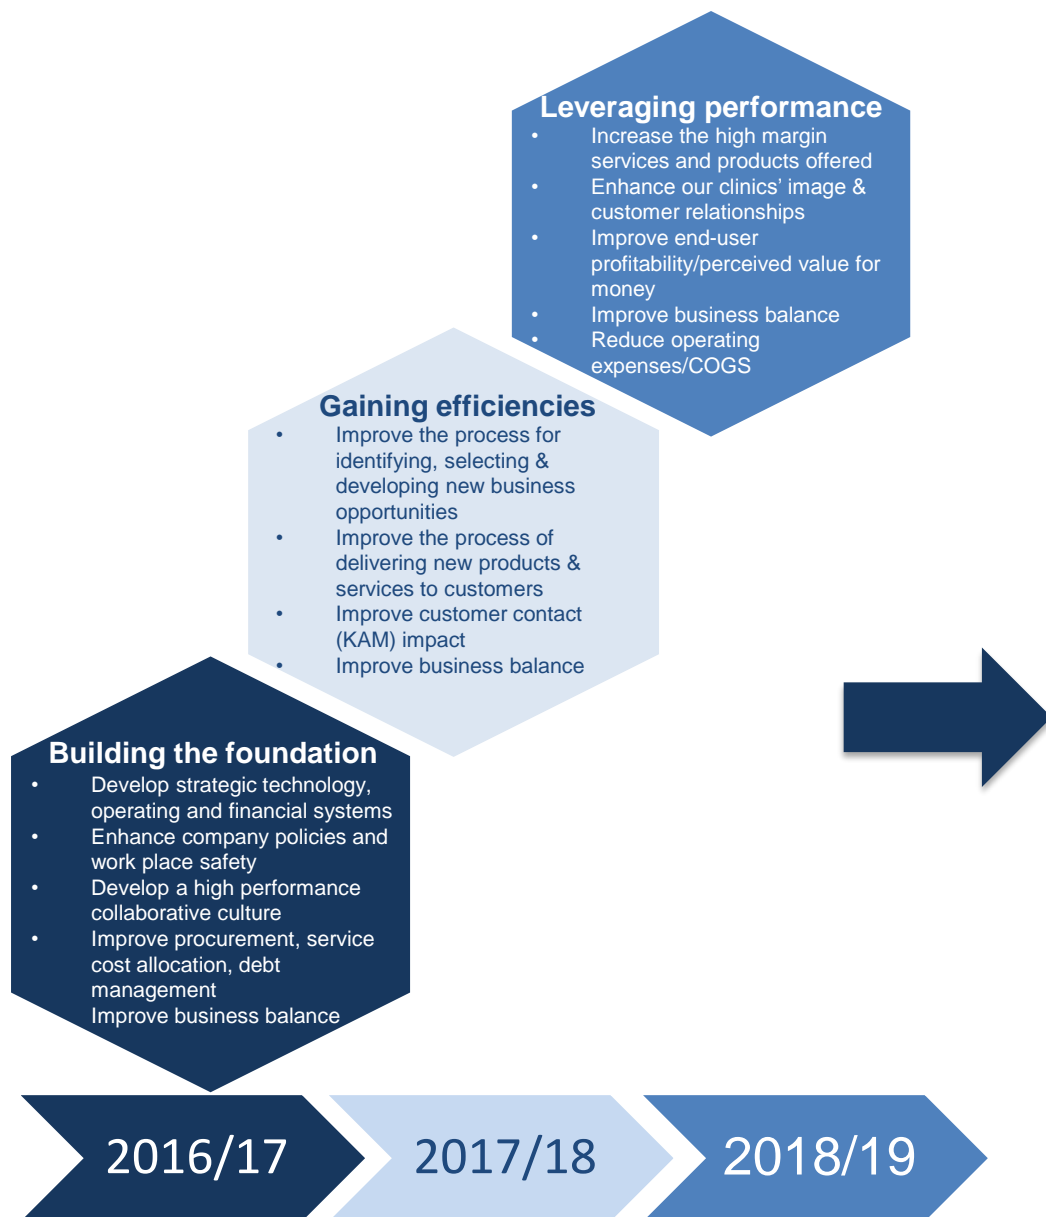 Leveraging performance
• Increase the high margin
services and products offered
• Enhance our clinics’ image &
customer relationships
• Improve end-user
profitability/perceived value for
money
• Improve business balance
• Reduce operating
expenses/COGS
Gaining efficiencies
• Improve the process for
identifying, selecting &
developing new business
opportunities
• Improve the process of
delivering new products &
services to customers
• Improve customer contact
(KAM) impact
• Improve business balance
Building the foundation
• Develop strategic technology,
operating and financial systems
• Enhance company policies and
work place safety
• Develop a high performance
collaborative culture
• Improve procurement, service
cost allocation, debt
management
Improve business balance
2016/17
2017/18
2018/19